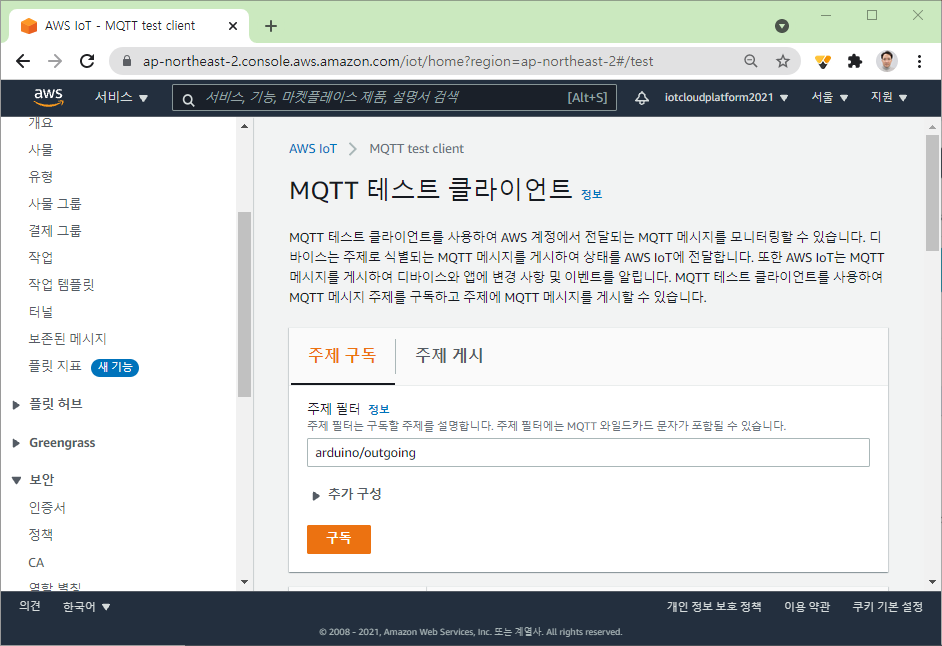 AWS IoT - MQTT test client
ap-northeast-2.console.aws.amazon.com/iot/home?region=ap-northeast-2#/test
aws 서비스 서비스, 기능, 마켓플레이스 제품, 설명서 검색 [Alt+S] iotcloudplatform2021 서울 지원
개요
사물
유형
사물 그룹
결제 그룹
작업
작업 템플릿
터널
보존된 메시지
플릿 지표 새 기능
플릿 허브
Greengrass
보안
인증서
정책
CA
역할 별칭
AWS IoT MQTT test client
MQTT 테스트 클라이언트 정보
MQTT 테스트 클라이언트를 사용하여 AWS 계정에서 전달되는 MQTT 메시지를 모니터링할 수 있습니다. 디
바이스는 주제로 식별되는 MQTT 메시지를 게시하여 상태를 AWS IoT에 전달합니다. 또한 AWS IoT는 MQTT
메시지를 게시하여 디바이스와 앱에 변경 사항 및 이벤트를 알립니다. MQTT 테스트 클라이언트를 사용하여
MQTT 메시지 주제를 구독하고 주제에 MQTT 메시지를 게시할 수 있습니다.
주제 구독 주제 게시
주제 필터 정보
주제 필터는 구독할 주제를 설명합니다. 주제 필터에는 MQTT 와일드카드 문자가 포함될 수 있습니다.
arduino/outgoing
추가 구성
구독
의견 한국어 개인 정보 보호 정책 이용 약관 쿠키 기본 설정
© 2008 - 2021, Amazon Web Services, Inc. 또는 계열사. All rights reserved.